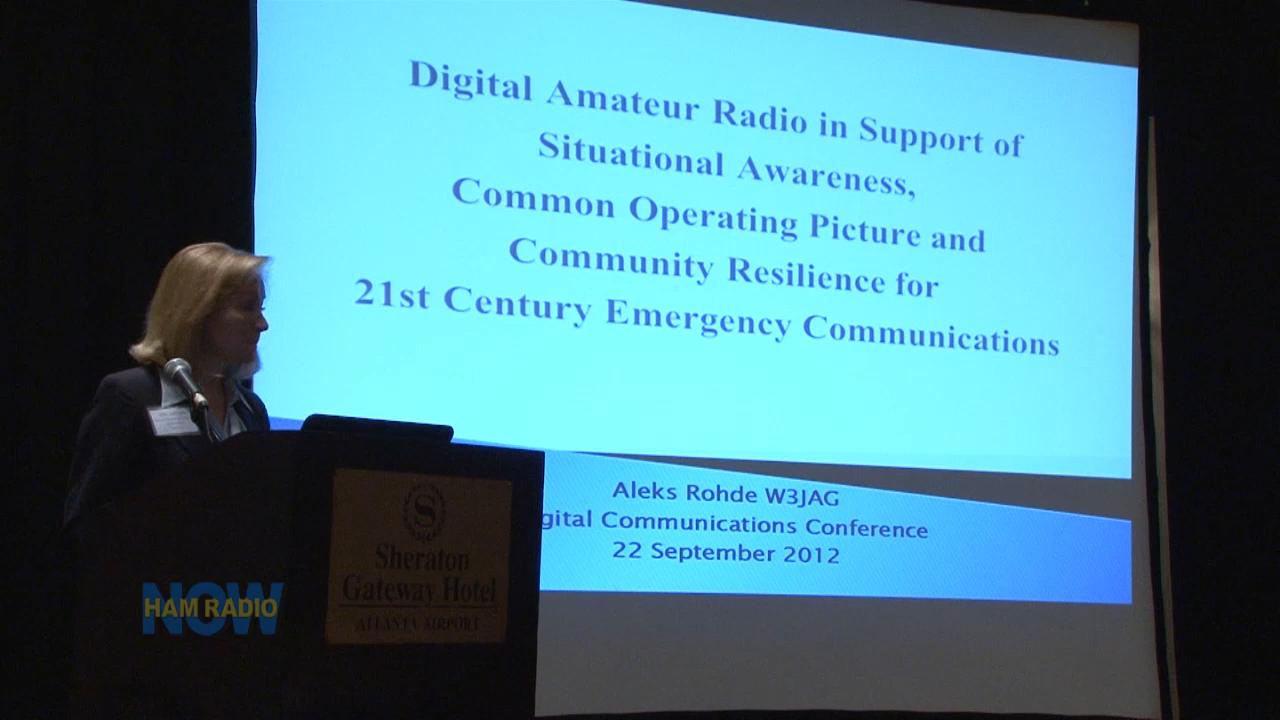 Digital Amateur Radio in Support of
Situational Awareness,
Common Operating Picture and
Community Resilience for
21st Century Emergency Communications
Aleks Rohde W3JAG
gital Communications Conference
22 September 2012
S
Sheraton
Gateway Hotel
ATLANTA AIRPORT
NOW
HAM RADIO